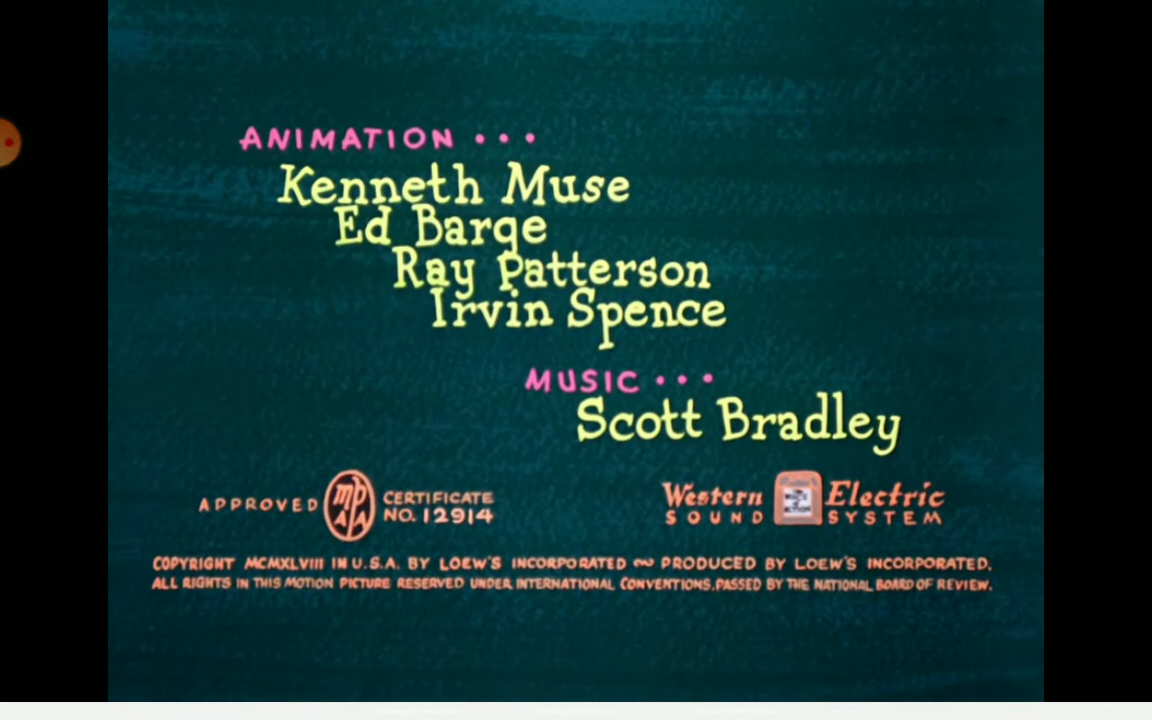 ANIMATION . . .
Kenneth Muse
Ed Barge
Ray Patterson
Irvin Spence
MUSIC . . .
Scott Bradley
APPROVED MPAA CERTIFICATE NO. 12914
Western Electric
SOUND SYSTEM
COPYRIGHT MCMXLVIII IN U.S.A. BY LOEW'S INCORPORATED ~ PRODUCED BY LOEW'S INCORPORATED.
ALL RIGHTS IN THIS MOTION PICTURE RESERVED UNDER INTERNATIONAL CONVENTIONS. PASSED BY THE NATIONAL BOARD OF REVIEW.